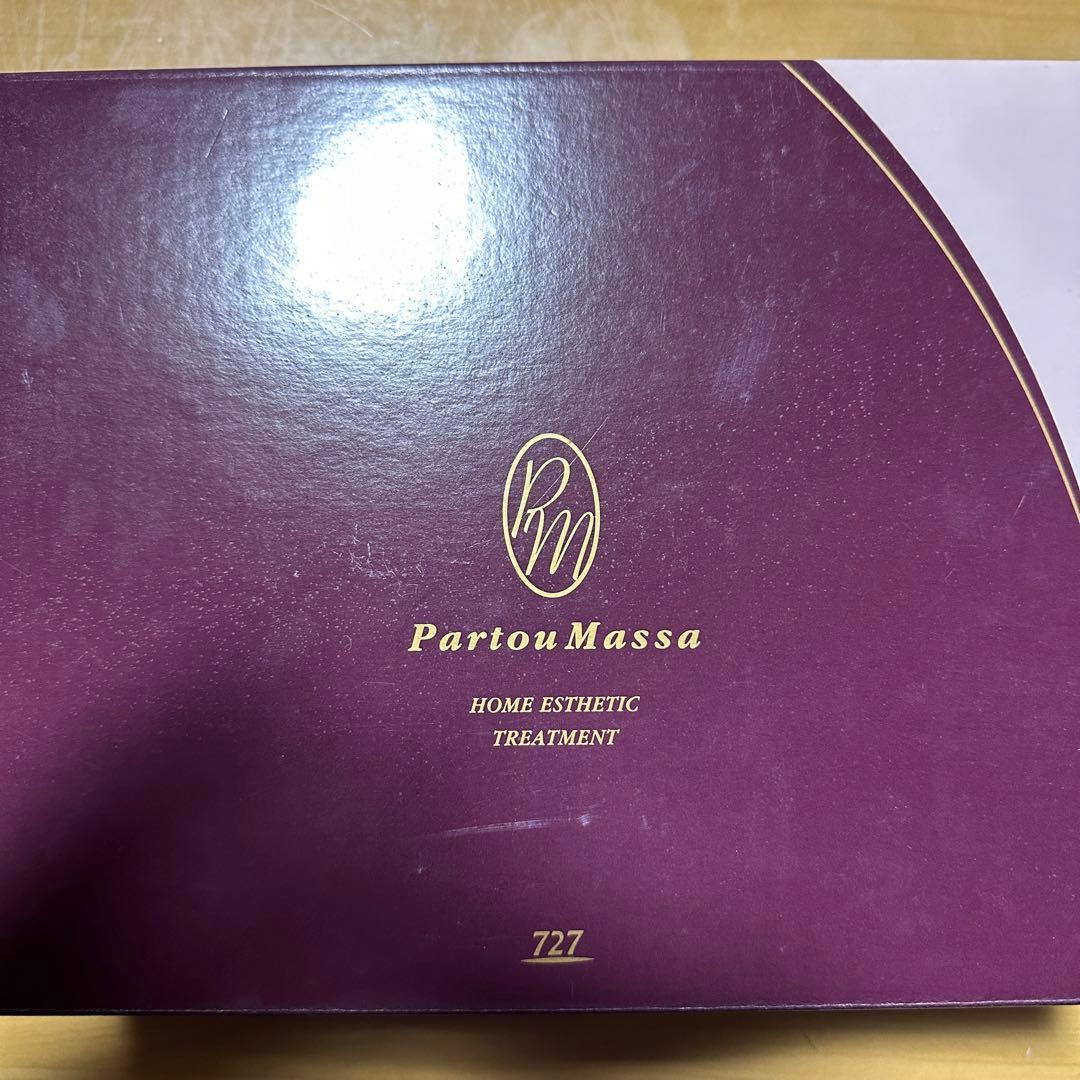 PM
Partou Massa
HOME ESTHETIC
TREATMENT
727